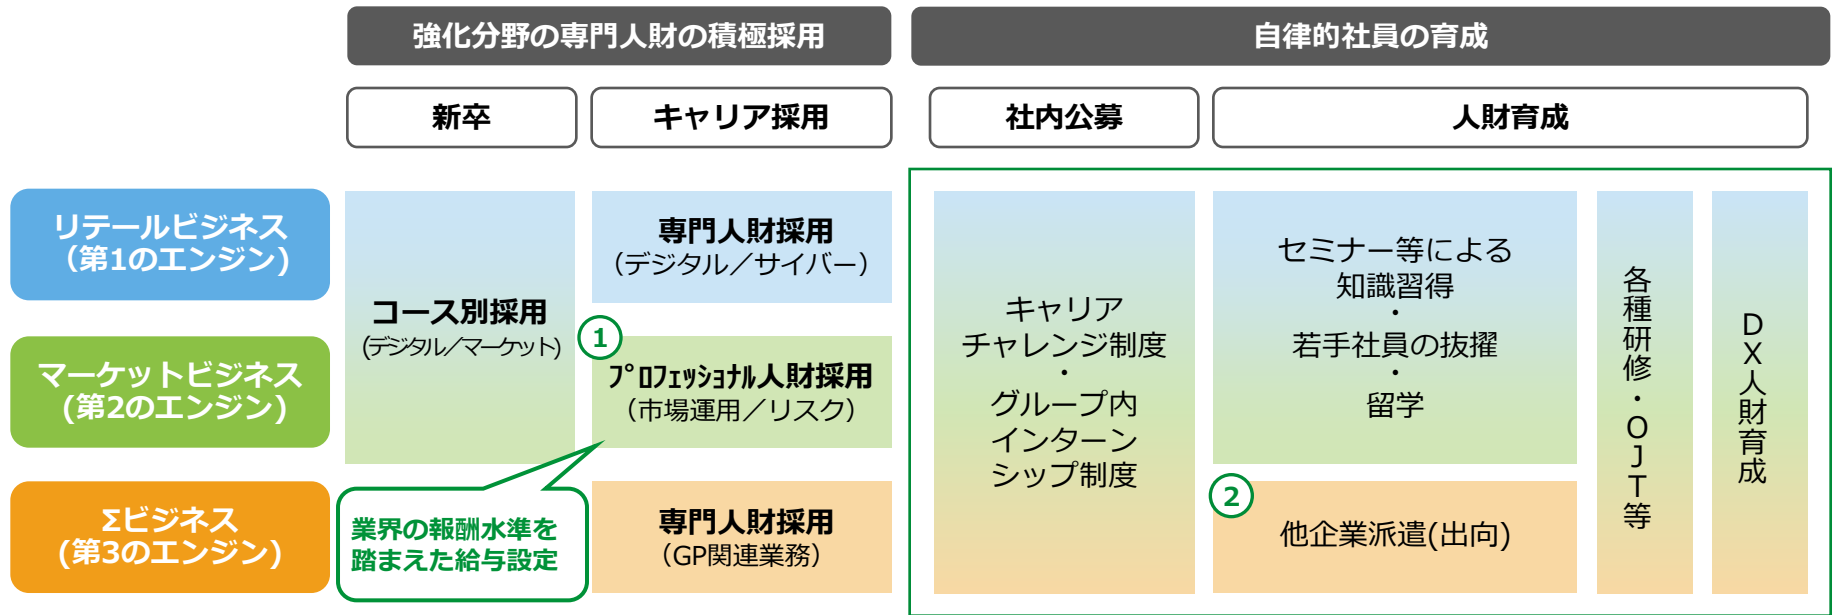 強化分野の専門人財の積極採用
自律的社員の育成
新卒
キャリア採用
社内公募
人財育成
リテールビジネス
（第1のエンジン)
コース別採用
(デジタル／マーケット)
専門人財採用
（デジタル／サイバー）
マーケットビジネス
(第2のエンジン)
①
ﾌﾟﾛﾌｪｯｼｮﾅﾙ人財採用
（市場運用／リスク）
Σビジネス
(第3のエンジン)
業界の報酬水準を
踏まえた給与設定
専門人財採用
（GP関連業務）
キャリア
チャレンジ制度
・
グループ内
インターン
シップ制度
セミナー等による
知識習得
・
若手社員の抜擢
・
留学
②
他企業派遣(出向)
各種研修・ＯＪＴ等
ＤＸ人財育成